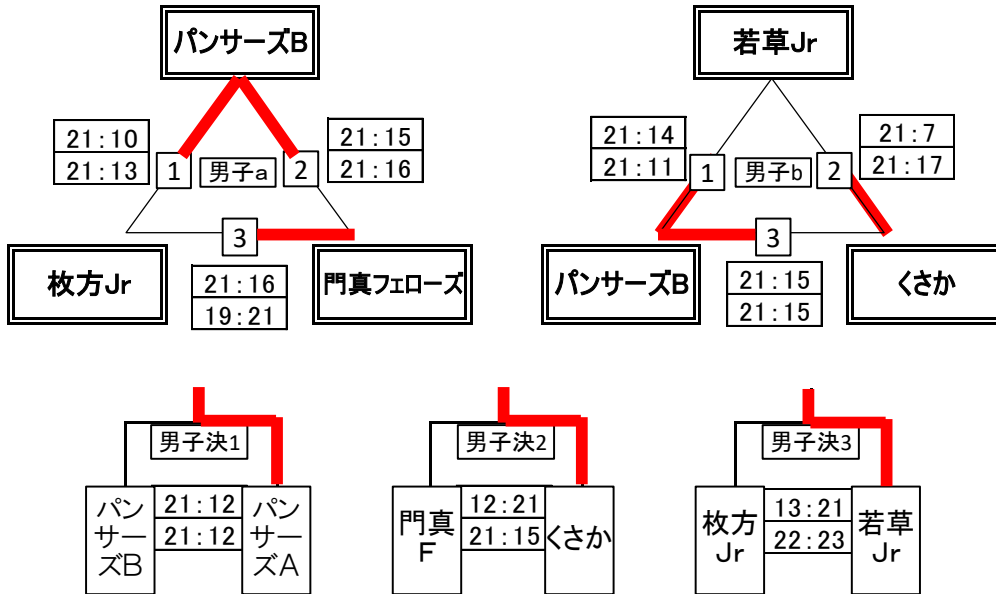 パンサーズB
若草Jr
21:10
21:13
21:15
21:16
1
男子a
2
21:14
21:11
21:7
21:17
1
男子b
2
3
3
枚方Jr
門真フェローズ
パンサーズB
くさか
21:16
19:21
21:15
21:15
男子決1
男子決2
男子決3
パン
サー
ズB
21:12
21:12
パン
サー
ズA
門真
F
12:21
21:15
くさか
枚方
Jr
13:21
22:23
若草
Jr